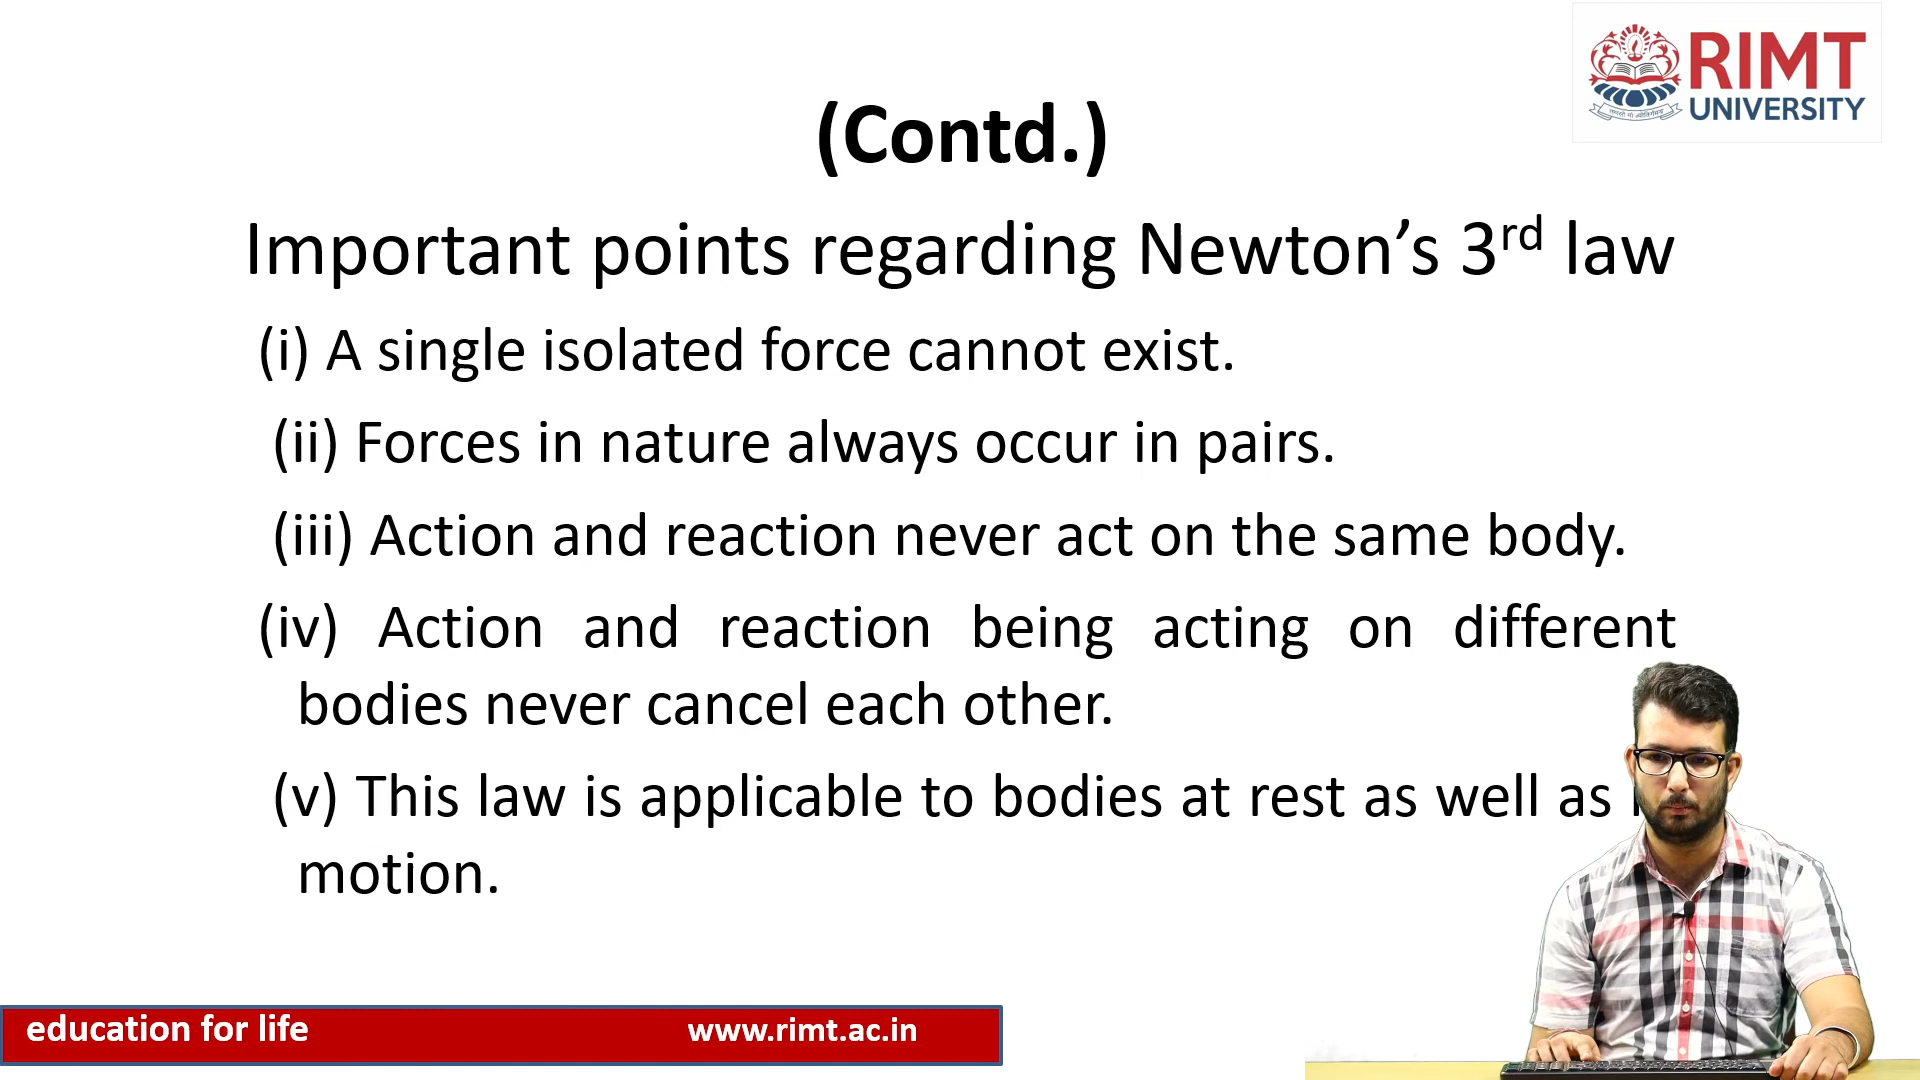 RIMT
UNIVERSITY
(Contd.)
Important points regarding Newton’s 3rd law
(i) A single isolated force cannot exist.
(ii) Forces in nature always occur in pairs.
(iii) Action and reaction never act on the same body.
(iv) Action and reaction being acting on different
bodies never cancel each other.
(v) This law is applicable to bodies at rest as well as
motion.
education for life
www.rimt.ac.in